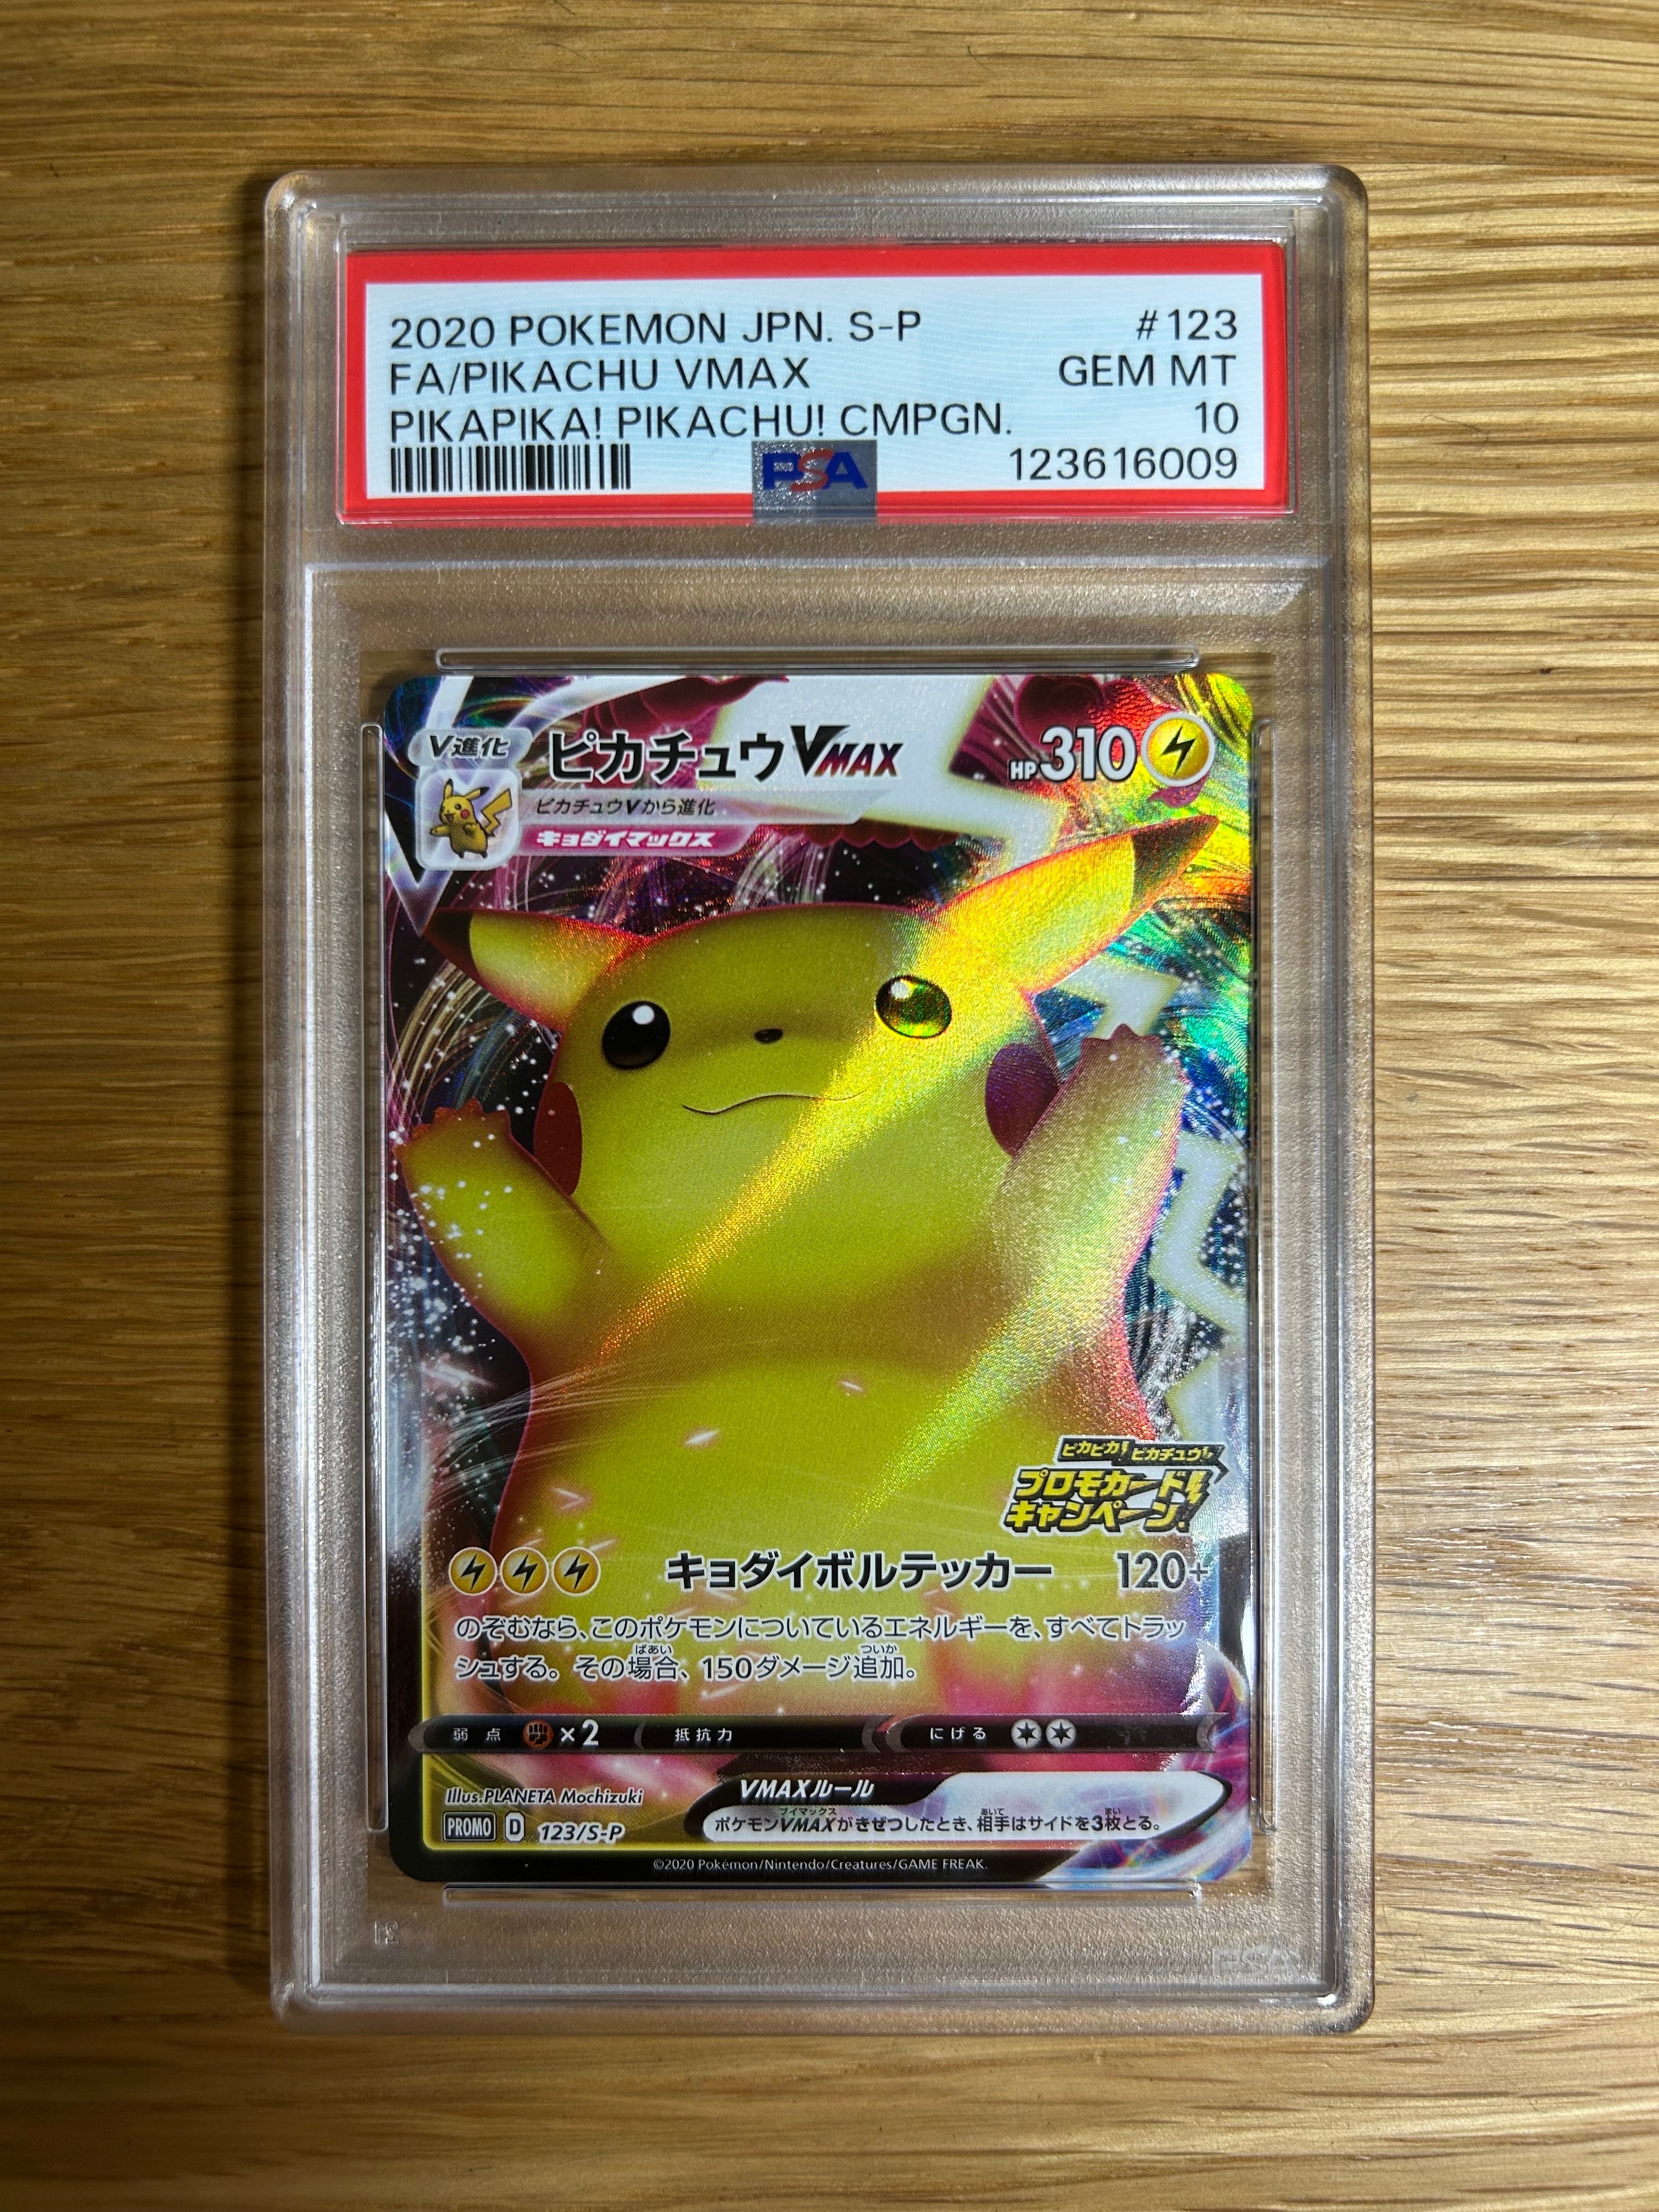 2020 POKEMON JPN. S-P #123
FA/PIKACHU VMAX GEM MT
PIKAPIKA! PIKACHU! CMPGN. 10
PSA 123616009
V進化 ピカチュウVMAX HP310
ピカチュウVから進化
キョダイマックス
ピカピカ! ピカチュウ!
プロモカード
キャンペーン!
キョダイボルテッカー 120+
のぞむなら、このポケモンについているエネルギーを、すべてトラッ
シュする。その場合、150ダメージ追加。
弱点 ×2 抵抗力 にげる
Illus.PLANETA Mochizuki
VMAXルール
ポケモンVMAXがきぜつしたとき、相手はサイドを3枚とる。
PROMO D 123/S-P
©2020 Pokémon/Nintendo/Creatures/GAME FREAK.